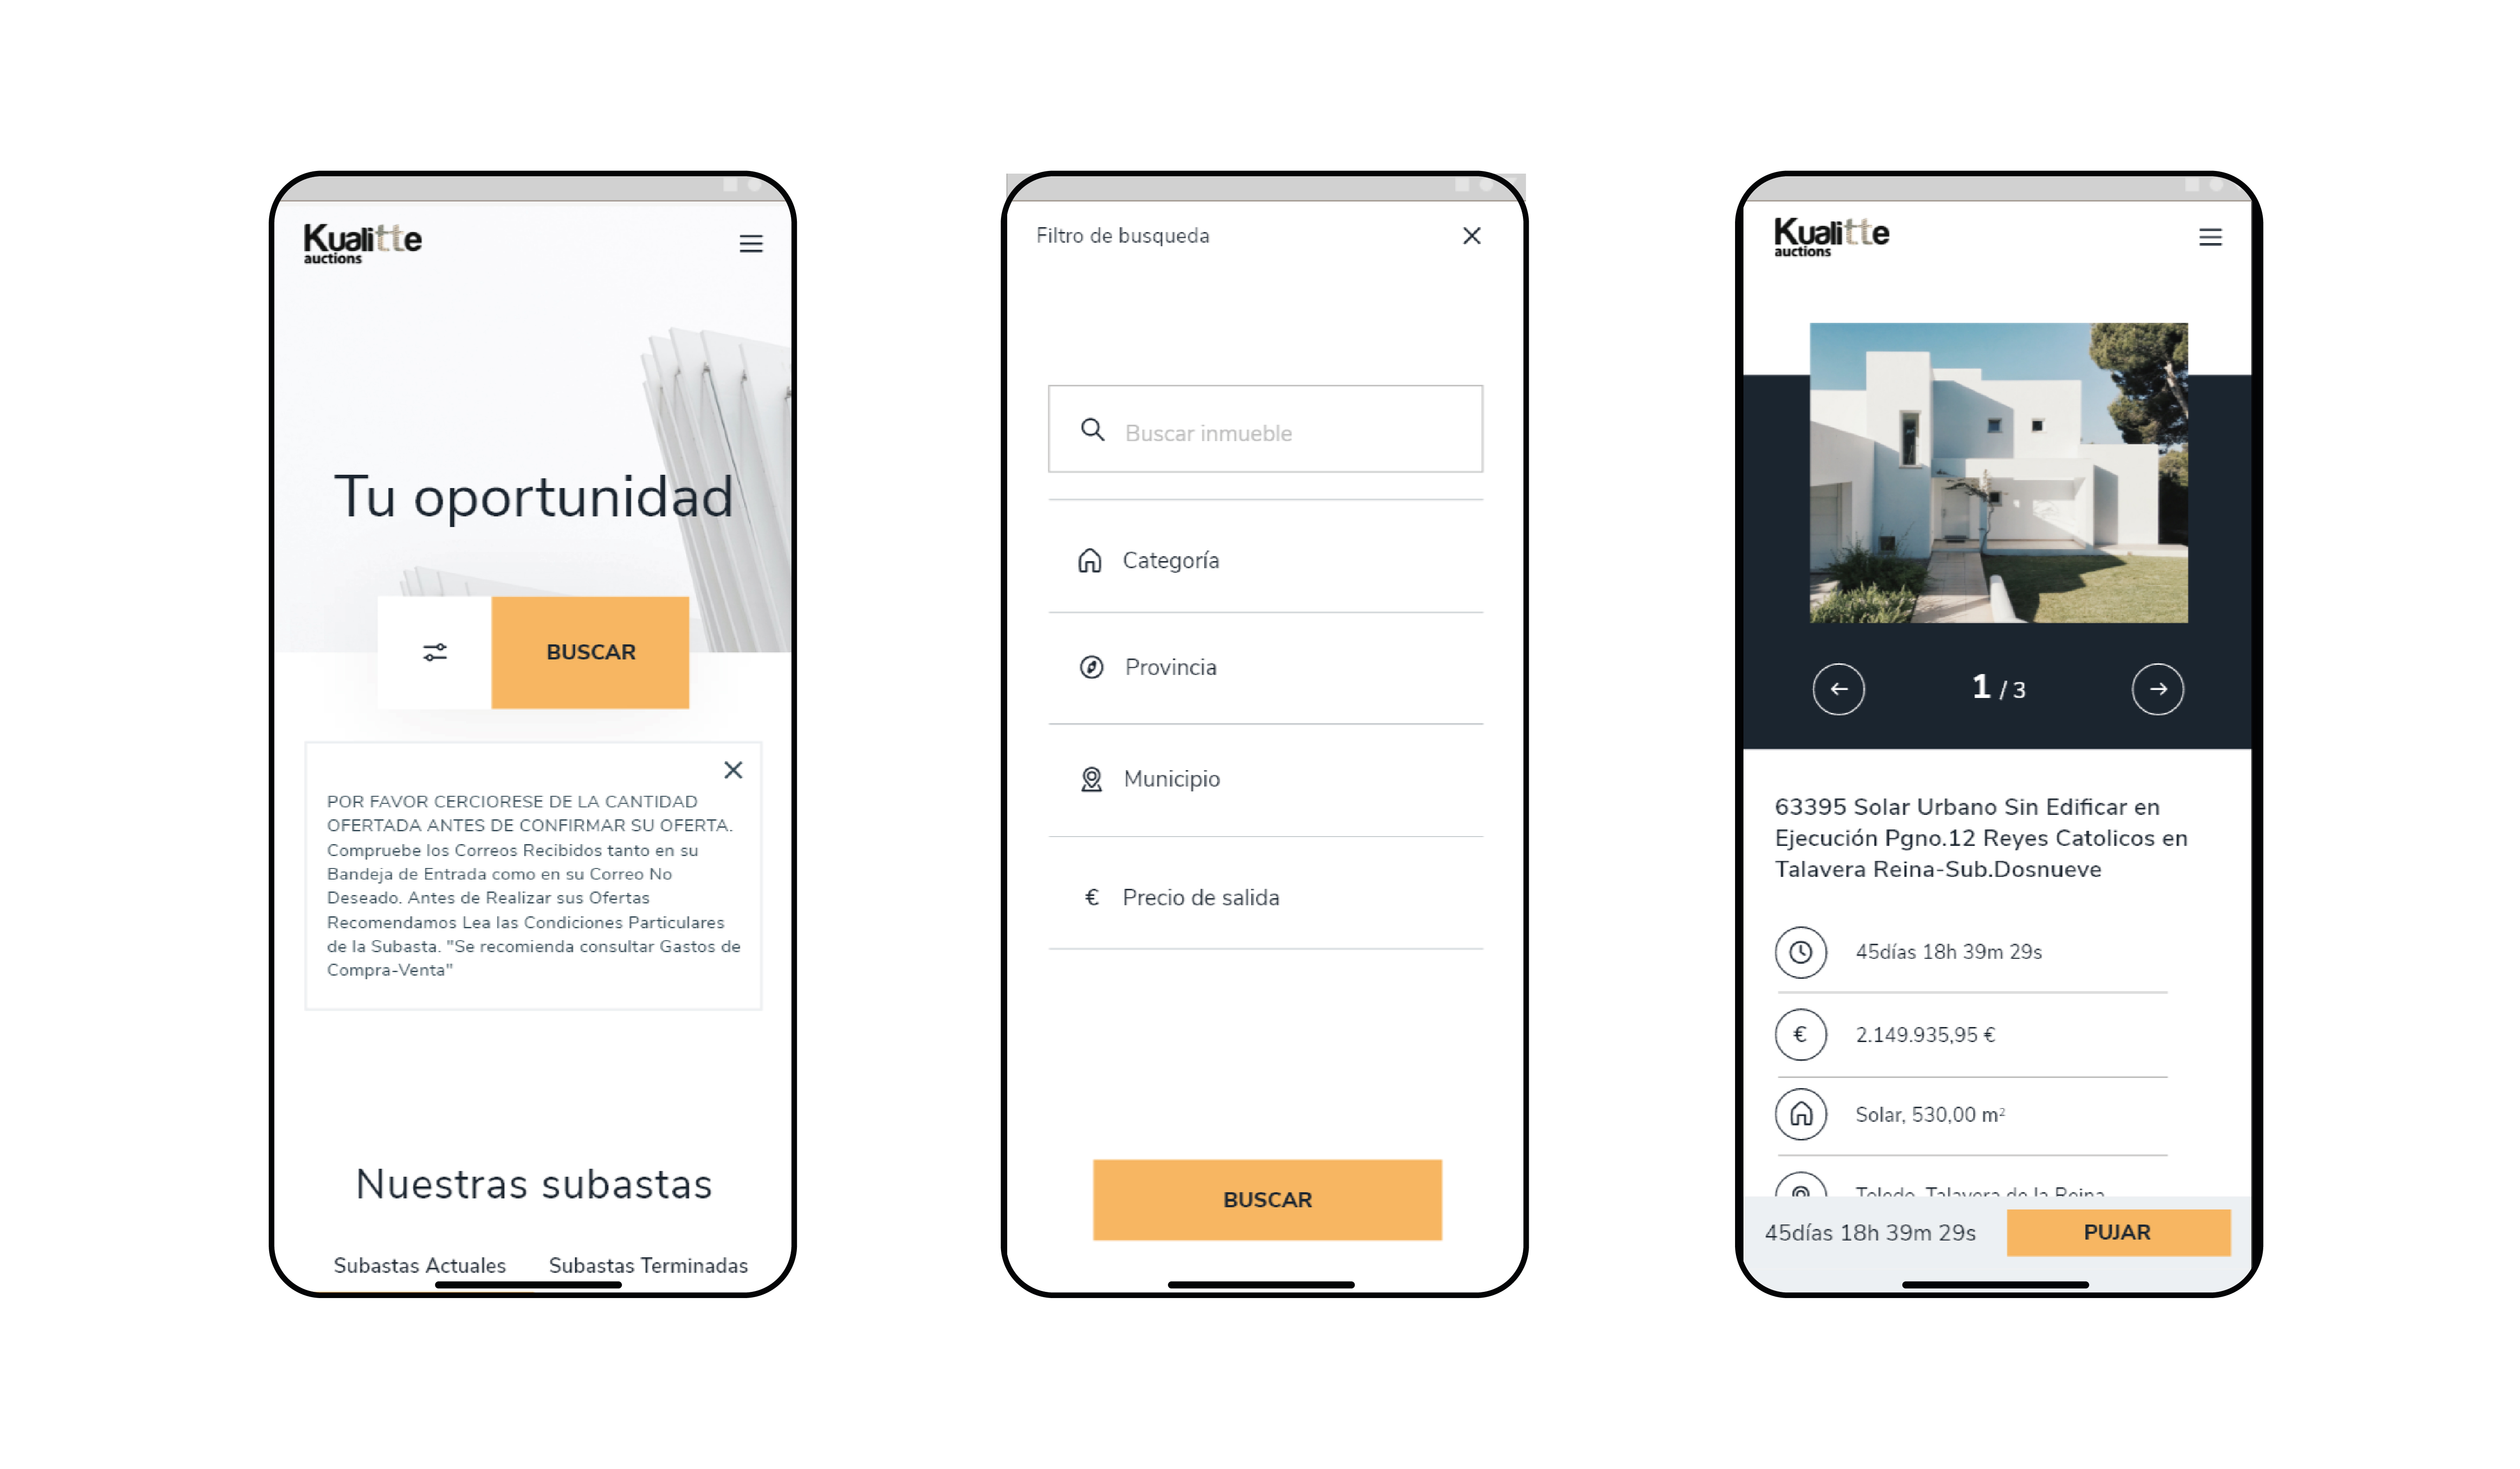 Kualitte
auctions
Tu oportunidad
BUSCAR
POR FAVOR CERCIORESE DE LA CANTIDAD
OFERTADA ANTES DE CONFIRMAR SU OFERTA.
Compruebe los Correos Recibidos tanto en su
Bandeja de Entrada como en su Correo No
Deseado. Antes de Realizar sus Ofertas
Recomendamos Lea las Condiciones Particulares
de la Subasta. "Se recomienda consultar Gastos de
Compra-Venta"
Nuestras subastas
Subastas Actuales Subastas Terminadas
Filtro de busqueda
Buscar inmueble
Categoría
Provincia
Municipio
€ Precio de salida
BUSCAR
Kualitte
auctions
1 / 3
63395 Solar Urbano Sin Edificar en
Ejecución Pgno.12 Reyes Catolicos en
Talavera Reina-Sub.Dosnueve
45días 18h 39m 29s
€ 2.149.935,95 €
Solar, 530,00 m²
Toledo, Talavera de la Reina
45días 18h 39m 29s PUJAR